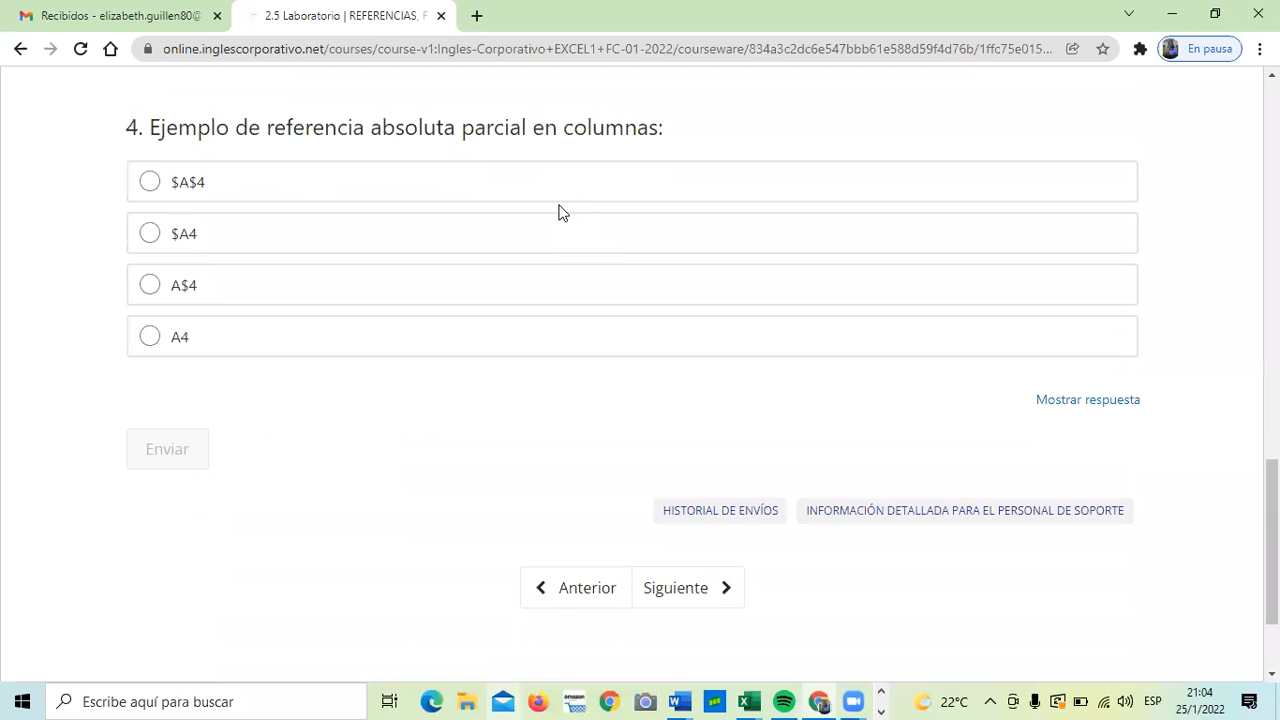 Recibidos - elizabeth.guillen80@
2.5 Laboratorio | REFERENCIAS, F
online.inglescorporativo.net/courses/course-v1:Ingles-Corporativo+EXCEL1+FC-01-2022/courseware/834a3c2dc6e547bbb61e588d59f4d76b/1ffc75e015...
En pausa
4. Ejemplo de referencia absoluta parcial en columnas:
$A$4
$A4
A$4
A4
Mostrar respuesta
Enviar
HISTORIAL DE ENVÍOS
INFORMACIÓN DETALLADA PARA EL PERSONAL DE SOPORTE
Anterior
Siguiente
Escribe aquí para buscar
22°C
ESP
21:04
25/1/2022